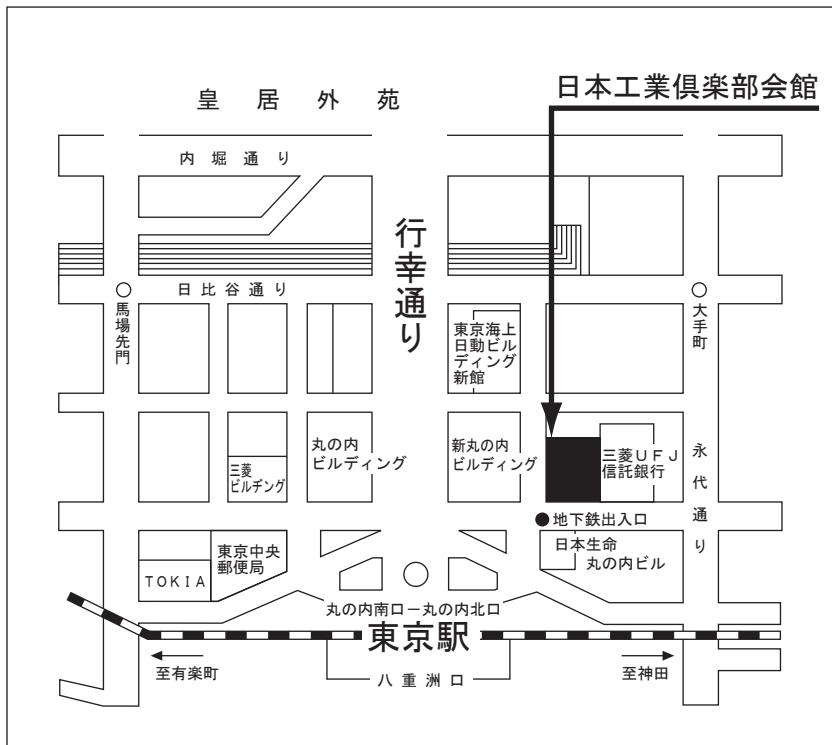 日本工業倶楽部会館
皇居外苑
内堀通り
行幸通り
日比谷通り
馬場先門
大手町
東京海上
日動ビル
ディング
新館
丸の内
ビルディング
新丸の内
ビルディング
三菱UFJ
信託銀行
三菱
ビルヂング
永代通り
地下鉄出入口
日本生命
丸の内ビル
東京中央
郵便局
TOKIA
丸の内南口ー丸の内北口
東京駅
至有楽町
八重洲口
至神田